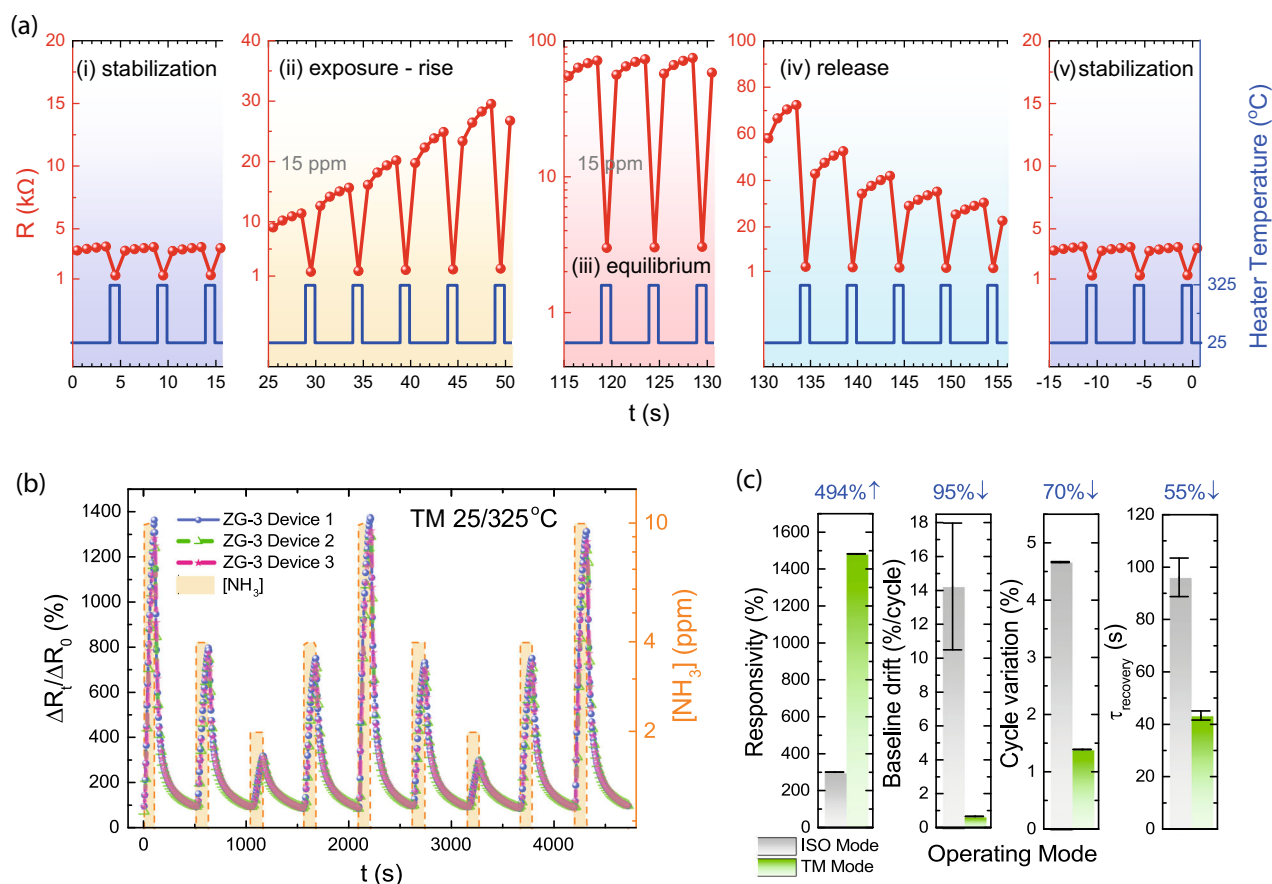 (a)
20
15
10
5
1
R (kΩ)
(i) stabilization
0 5 10 15
40
30
20
10
1
(ii) exposure - rise
15 ppm
25 30 35 40 45 50
100
10
1
15 ppm
(iii) equilibrium
115 120 125 130
100
80
60
40
20
1
(iv) release
130 135 140 145 150 155
20
15
10
5
1
(v) stabilization
-15 -10 -5 0
325
25
Heater Temperature (°C)
t (s)
(b)
ΔRt/ΔR0 (%)
1400
1200
1000
800
600
400
200
0
ZG-3 Device 1
ZG-3 Device 2
ZG-3 Device 3
[NH3]
TM 25/325°C
10
4
2
[NH3] (ppm)
0 1000 2000 3000 4000
t (s)
(c)
494%↑ 95%↓ 70%↓ 55%↓
Responsivity (%)
1600
1400
1200
1000
800
600
400
200
0
Baseline drift (%/cycle)
18
16
14
12
10
8
6
4
2
0
Cycle variation (%)
5
4
3
2
1
0
τrecovery (s)
120
100
80
60
40
20
0
ISO Mode
TM Mode
Operating Mode